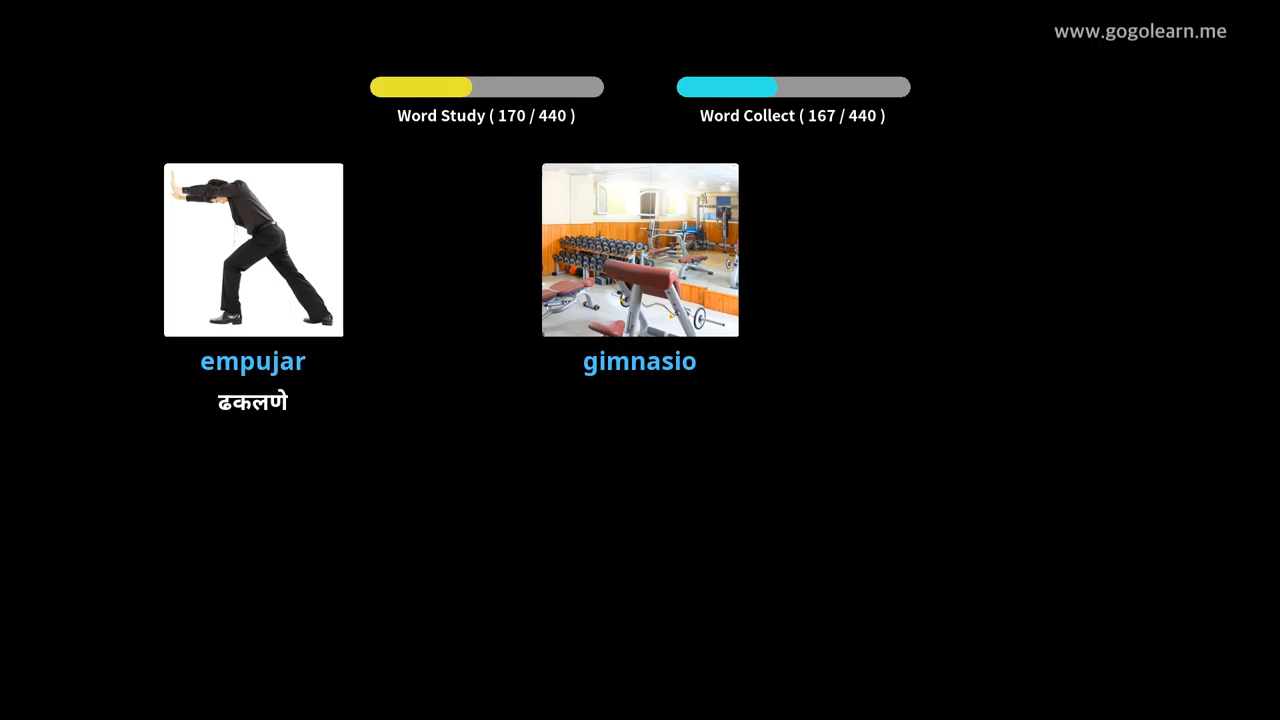 www.gogolearn.me
Word Study ( 170 / 440 )
Word Collect ( 167 / 440 )
empujar
gimnasio
ढकलणे